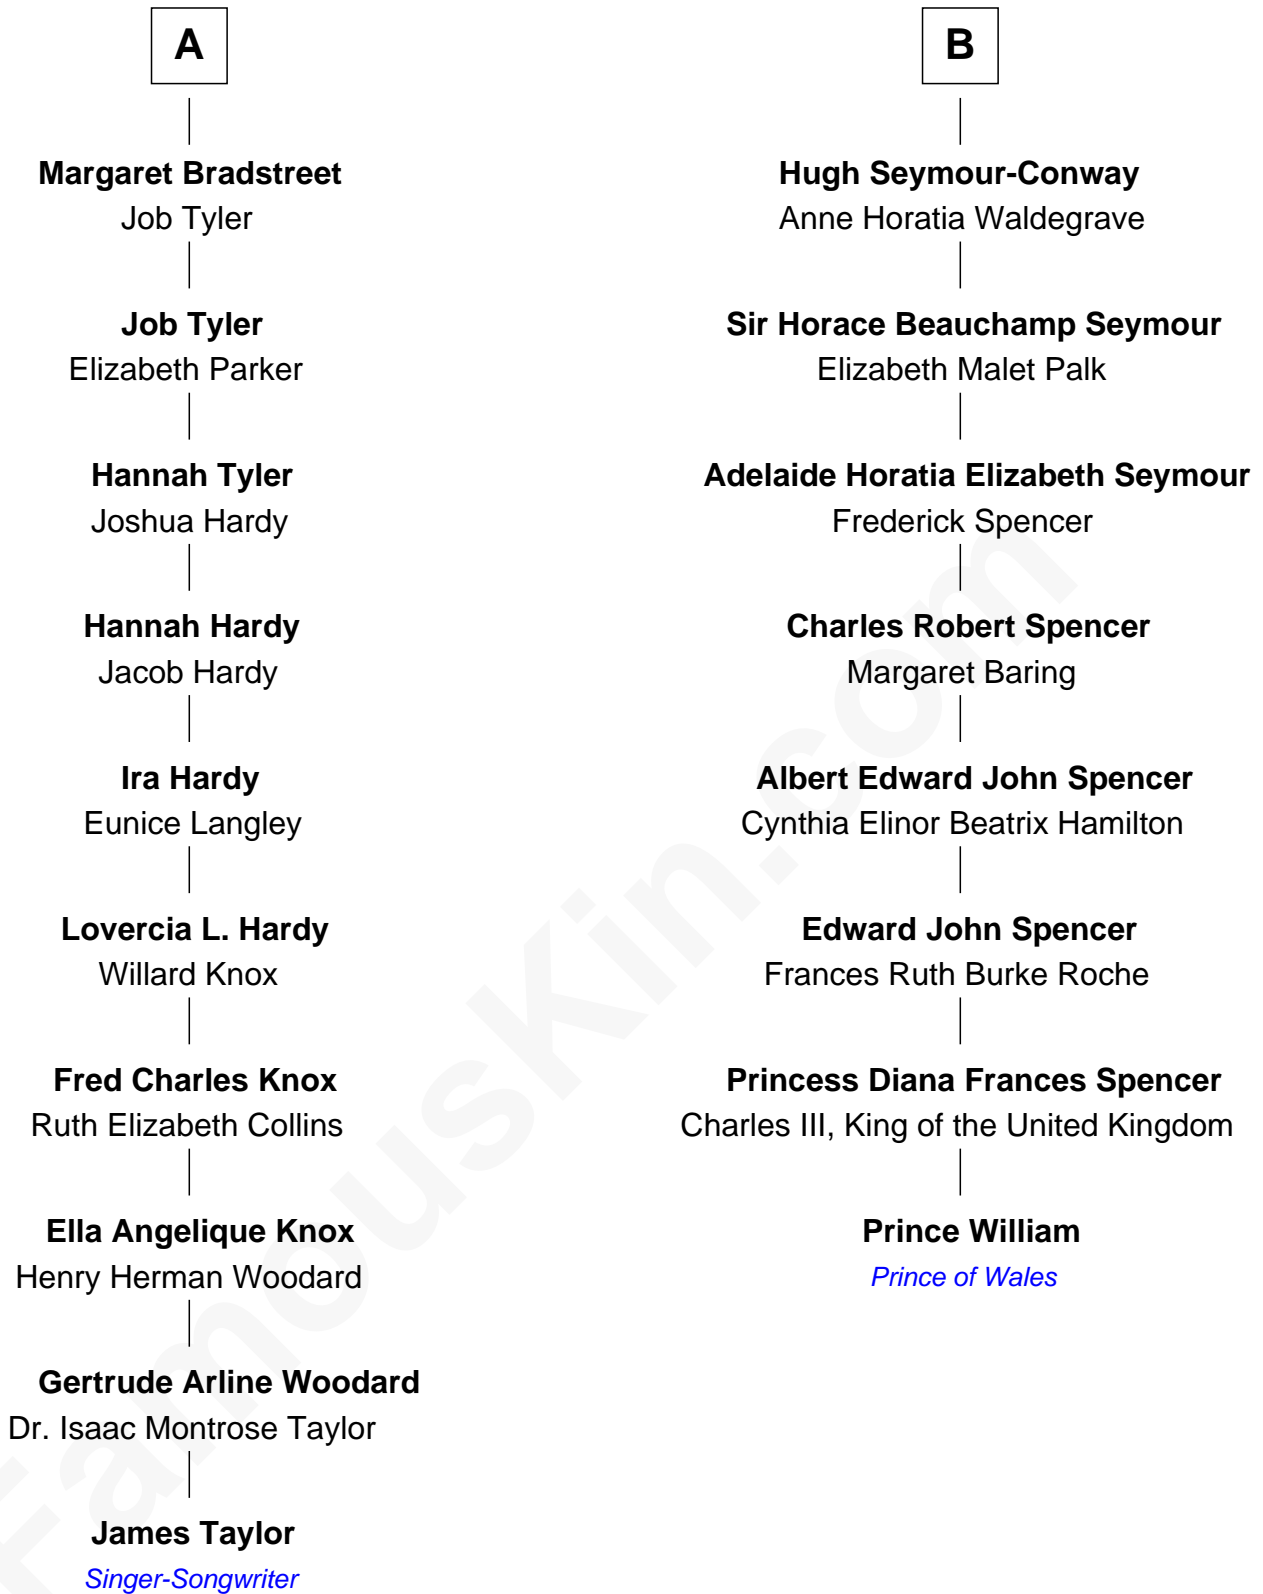 A
Margaret Bradstreet
Job Tyler
Job Tyler
Elizabeth Parker
Hannah Tyler
Joshua Hardy
Hannah Hardy
Jacob Hardy
Ira Hardy
Eunice Langley
Lovercia L. Hardy
Willard Knox
Fred Charles Knox
Ruth Elizabeth Collins
Ella Angelique Knox
Henry Herman Woodard
Gertrude Arline Woodard
Dr. Isaac Montrose Taylor
James Taylor
Singer-Songwriter
B
Hugh Seymour-Conway
Anne Horatia Waldegrave
Sir Horace Beauchamp Seymour
Elizabeth Malet Palk
Adelaide Horatia Elizabeth Seymour
Frederick Spencer
Charles Robert Spencer
Margaret Baring
Albert Edward John Spencer
Cynthia Elinor Beatrix Hamilton
Edward John Spencer
Frances Ruth Burke Roche
Princess Diana Frances Spencer
Charles III, King of the United Kingdom
Prince William
Prince of Wales
FamousKin.com